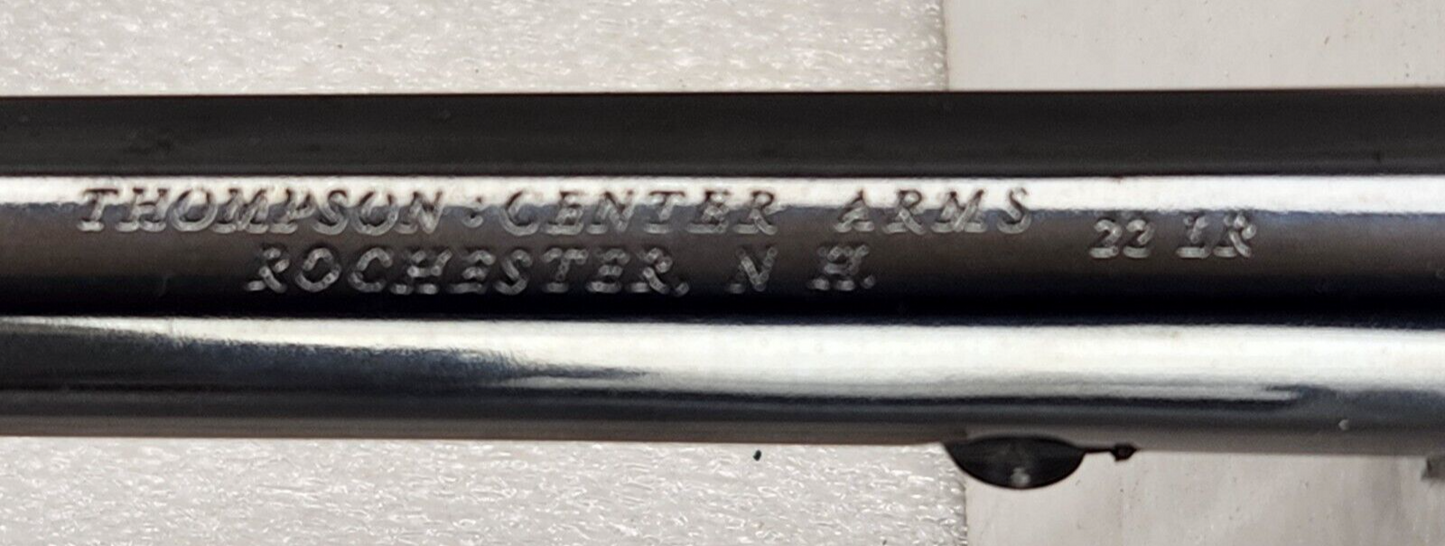 THOMPSON·CENTER ARMS
ROCHESTER, N H.
22 LR